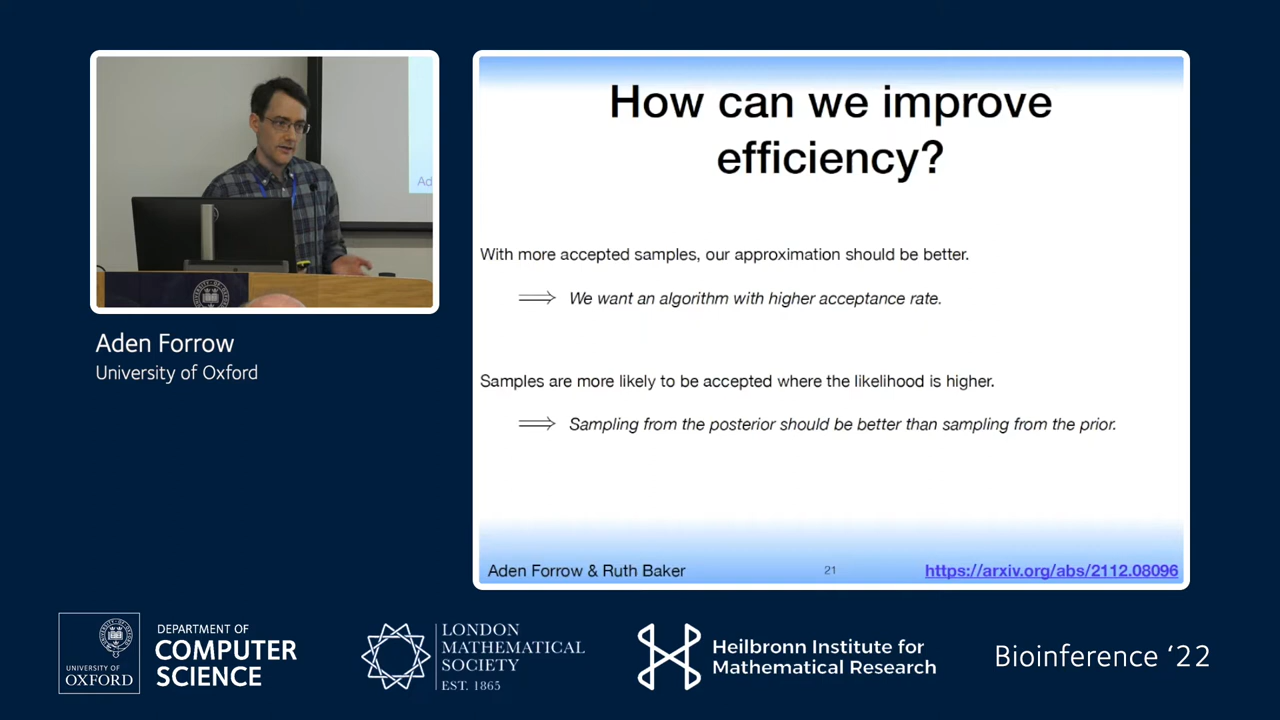 Ad
Aden Forrow
University of Oxford
How can we improve
efficiency?
With more accepted samples, our approximation should be better.
⟹ We want an algorithm with higher acceptance rate.
Samples are more likely to be accepted where the likelihood is higher.
⟹ Sampling from the posterior should be better than sampling from the prior.
Aden Forrow & Ruth Baker 21 https://arxiv.org/abs/2112.08096
UNIVERSITY OF
OXFORD
DEPARTMENT OF
COMPUTER
SCIENCE
LONDON
MATHEMATICAL
SOCIETY
EST. 1865
Heilbronn Institute for
Mathematical Research
Bioinference ‘22